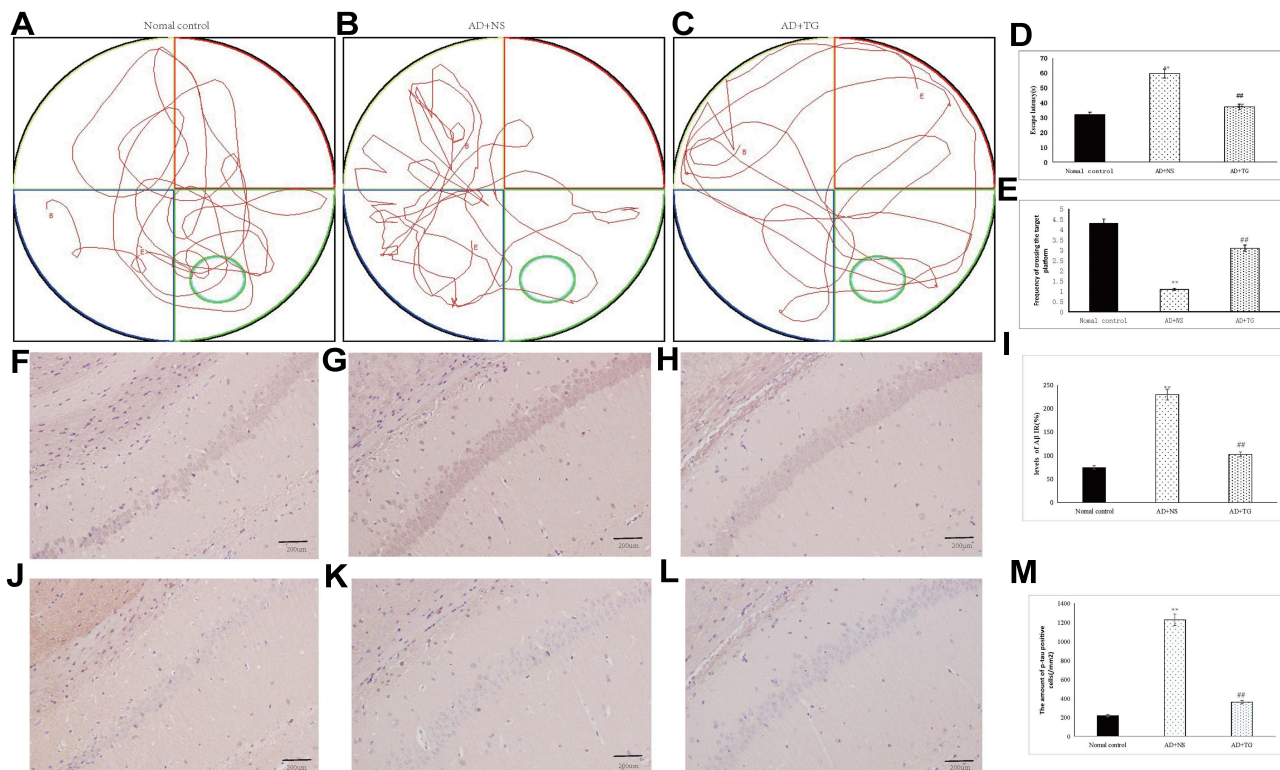 A
Nomal control
B
AD+NS
C
AD+TG
B
E
B
E
B
E
D
Escape latency(s)
70
60
50
40
30
20
10
0
**
##
Nomal control
AD+NS
AD+TG
E
Frequency of crossing the target
platform
5
4.5
4
3.5
3
2.5
2
1.5
1
0.5
0
**
##
Nomal control
AD+NS
AD+TG
F
200um
G
200um
H
200um
I
levels of Aβ IR(%)
250
200
150
100
50
0
**
##
Nomal control
AD+NS
AD+TG
J
200um
K
200um
L
200um
M
The amount of p-tau positive
cells(/mm2)
1400
1200
1000
800
600
400
200
0
**
##
Nomal control
AD+NS
AD+TG